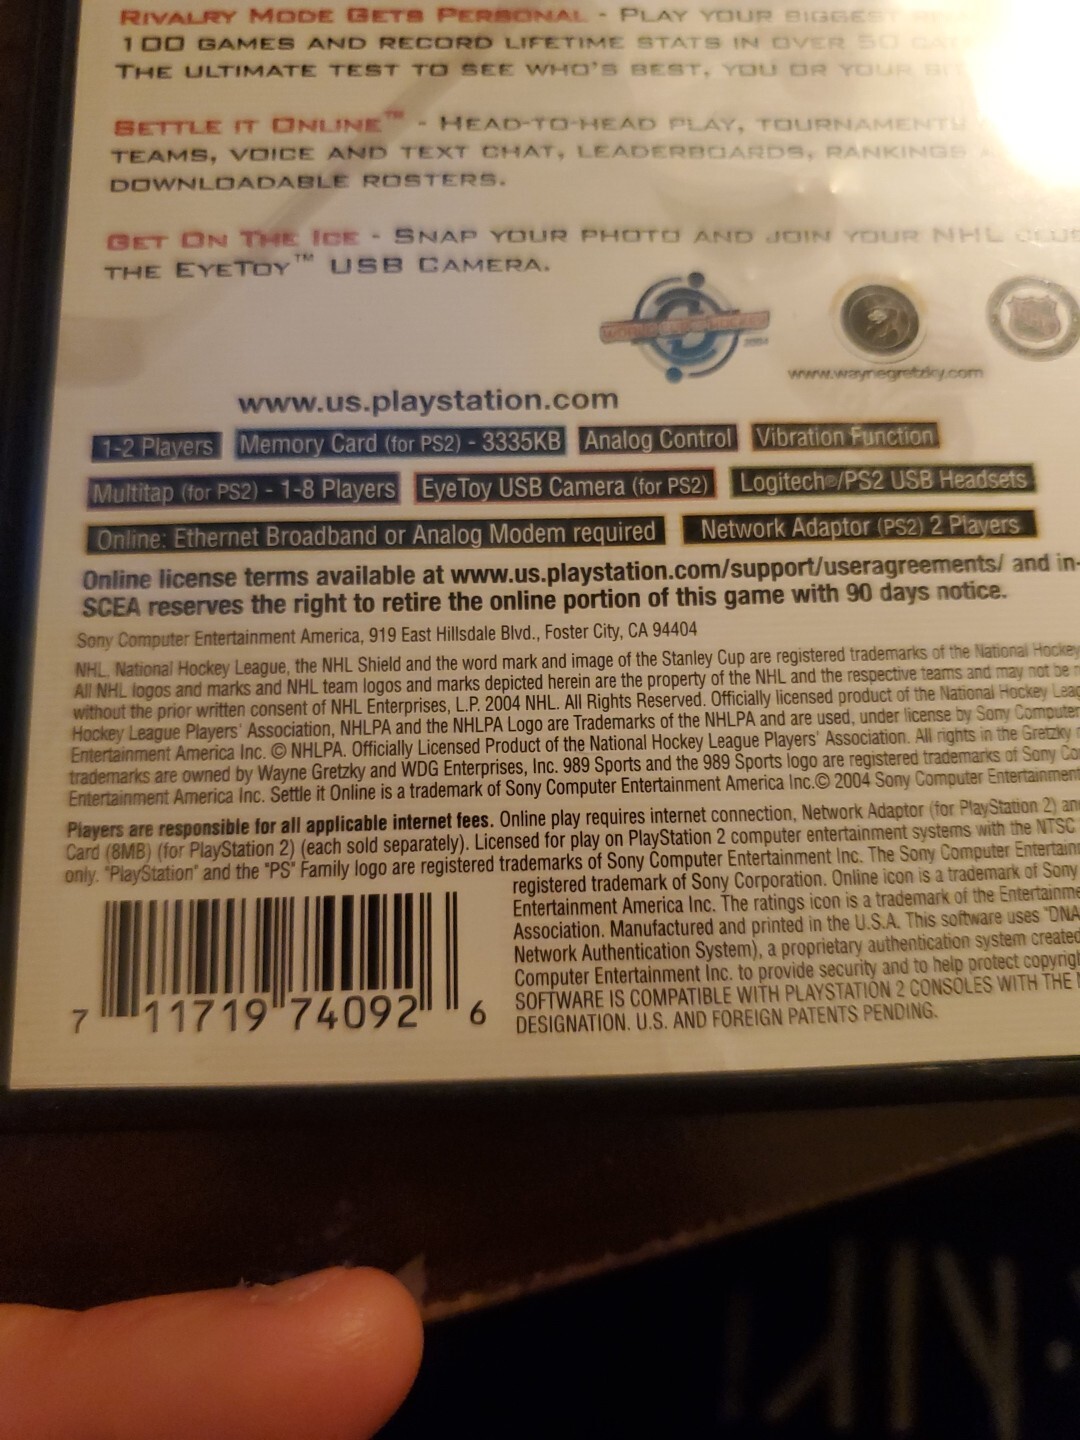 RIVALRY MODE GETS PERSONAL - PLAY YOUR BIGGEST
100 GAMES AND RECORD LIFETIME STATS IN OVER 50
THE ULTIMATE TEST TO SEE WHO'S BEST, YOU OR YOUR
SETTLE IT ONLINE™ - HEAD-TO-HEAD PLAY, TOURNAMENTS,
TEAMS, VOICE AND TEXT CHAT, LEADERBOARDS, RANKINGS
DOWNLOADABLE ROSTERS.
GET ON THE ICE - SNAP YOUR PHOTO AND JOIN YOUR NHL CLUB
THE EYETOY™ USB CAMERA.
WORLD CUP OF HOCKEY
2004
NHL
www.waynegretzky.com
www.us.playstation.com
1-2 Players Memory Card (for PS2) - 3335KB Analog Control Vibration Function
Multitap (for PS2) - 1-8 Players EyeToy USB Camera (for PS2) Logitech®/PS2 USB Headsets
Online: Ethernet Broadband or Analog Modem required Network Adaptor (PS2) 2 Players
Online license terms available at www.us.playstation.com/support/useragreements/ and in-
SCEA reserves the right to retire the online portion of this game with 90 days notice.
Sony Computer Entertainment America, 919 East Hillsdale Blvd., Foster City, CA 94404
NHL, National Hockey League, the NHL Shield and the word mark and image of the Stanley Cup are registered trademarks of the National Hockey
All NHL logos and marks and NHL team logos and marks depicted herein are the property of the NHL and the respective teams and may not be
without the prior written consent of NHL Enterprises, L.P. 2004 NHL. All Rights Reserved. Officially licensed product of the National Hockey
Hockey League Players' Association, NHLPA and the NHLPA Logo are Trademarks of the NHLPA and are used, under license by Sony Computer
Entertainment America Inc. © NHLPA. Officially Licensed Product of the National Hockey League Players' Association. All rights in the Gretzky
trademarks are owned by Wayne Gretzky and WDG Enterprises, Inc. 989 Sports and the 989 Sports logo are registered trademarks of Sony
Entertainment America Inc. Settle it Online is a trademark of Sony Computer Entertainment America Inc.© 2004 Sony Computer Entertainment
Players are responsible for all applicable internet fees. Online play requires internet connection, Network Adaptor (for PlayStation 2) and
Card (8MB) (for PlayStation 2) (each sold separately). Licensed for play on PlayStation 2 computer entertainment systems with the NTSC
only. "PlayStation" and the "PS" Family logo are registered trademarks of Sony Computer Entertainment Inc. The Sony Computer
registered trademark of Sony Corporation. Online icon is a trademark of Sony
Entertainment America Inc. The ratings icon is a trademark of the
Association. Manufactured and printed in the U.S.A. This software uses "DNA
Network Authentication System), a proprietary authentication system created
Computer Entertainment Inc. to provide security and to help protect
SOFTWARE IS COMPATIBLE WITH PLAYSTATION 2 CONSOLES WITH THE
DESIGNATION. U.S. AND FOREIGN PATENTS PENDING.
7 11719 74092 6